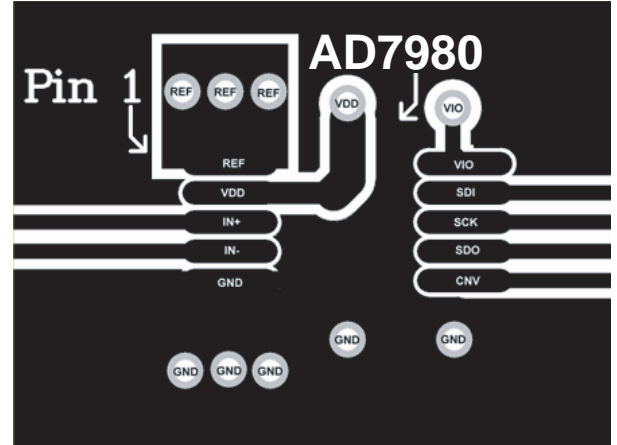 AD7980
Pin 1
REF REF REF
VDD
VIO
REF
VDD
IN+
IN-
GND
VIO
SDI
SCK
SDO
CNV
GND
GND
GND GND GND